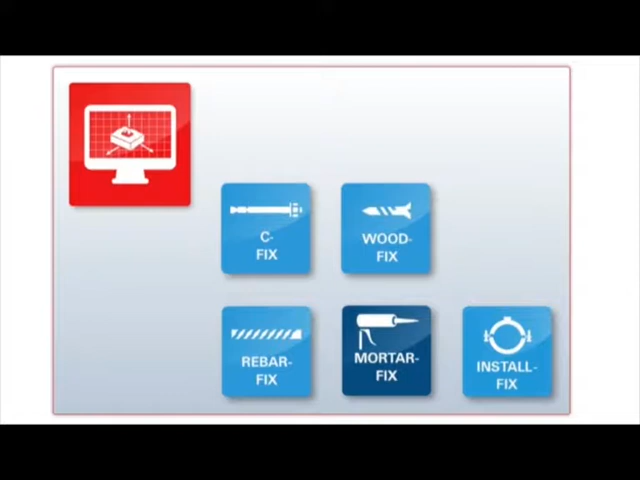 C-
FIX
WOOD-
FIX
REBAR-
FIX
MORTAR-
FIX
INSTALL-
FIX